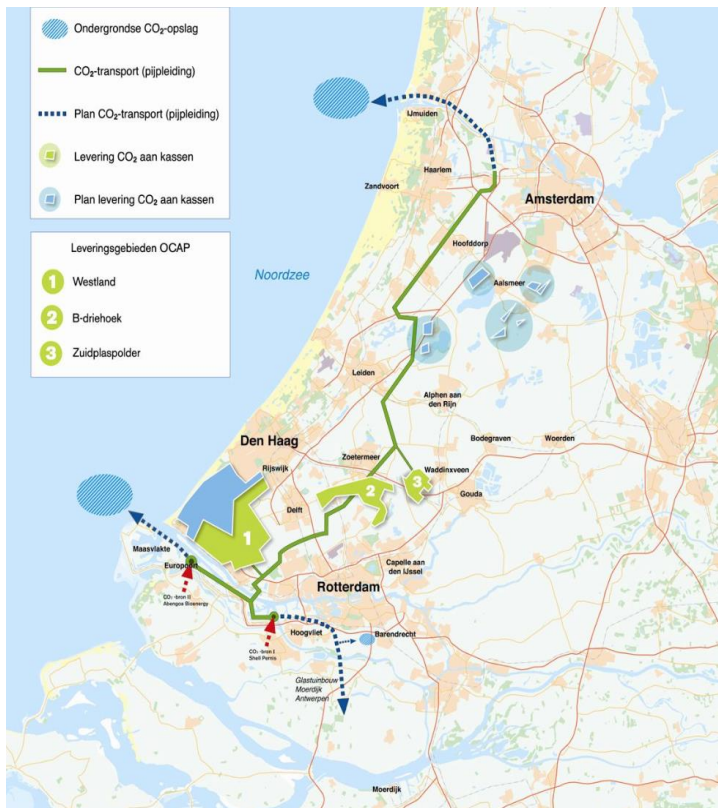 Ondergrondse CO₂-opslag
CO₂-transport (pijpleiding)
Plan CO₂-transport (pijpleiding)
Levering CO₂ aan kassen
Plan levering CO₂ aan kassen
Leveringsgebieden OCAP
1 Westland
2 B-driehoek
3 Zuidplaspolder
IJmuiden
Haarlem
Zandvoort
Amsterdam
Hoofddorp
Noordzee
Aalsmeer
Leiden
Alphen aan
den Rijn
Den Haag
Bodegraven
Woerden
Zoetermeer
Rijswijk
Waddinxveen
3
2
Gouda
Delft
1
Maasvlakte
Europoort
Capelle aan
den IJssel
Rotterdam
CO₂ -bron II
Abengoa Bioenergy
Hoogvliet
Barendrecht
CO₂ -bron I
Shell Pernis
Glastuinbouw
Moerdijk
Antwerpen
Moerdijk